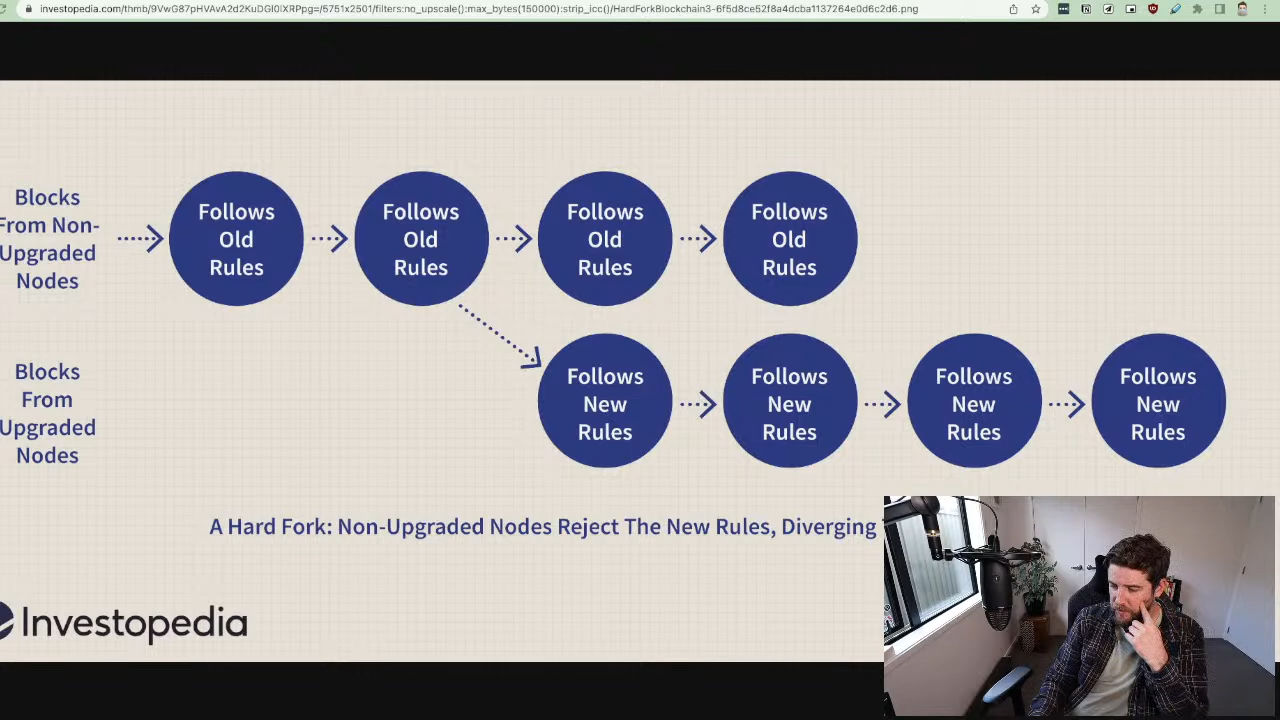 investopedia.com/thmb/9VwG87pHVAvA2d2KuDGI0lXRPpg=/5751x2501/filters:no_upscale():max_bytes(150000):strip_icc()/HardForkBlockchain3-6f5d8ce52f8a4dcba1137264e0d6c2d6.png
Blocks
From Non-
Upgraded
Nodes
Follows
Old
Rules
Follows
Old
Rules
Follows
Old
Rules
Follows
Old
Rules
Blocks
From
Upgraded
Nodes
Follows
New
Rules
Follows
New
Rules
Follows
New
Rules
Follows
New
Rules
A Hard Fork: Non-Upgraded Nodes Reject The New Rules, Diverging
Investopedia